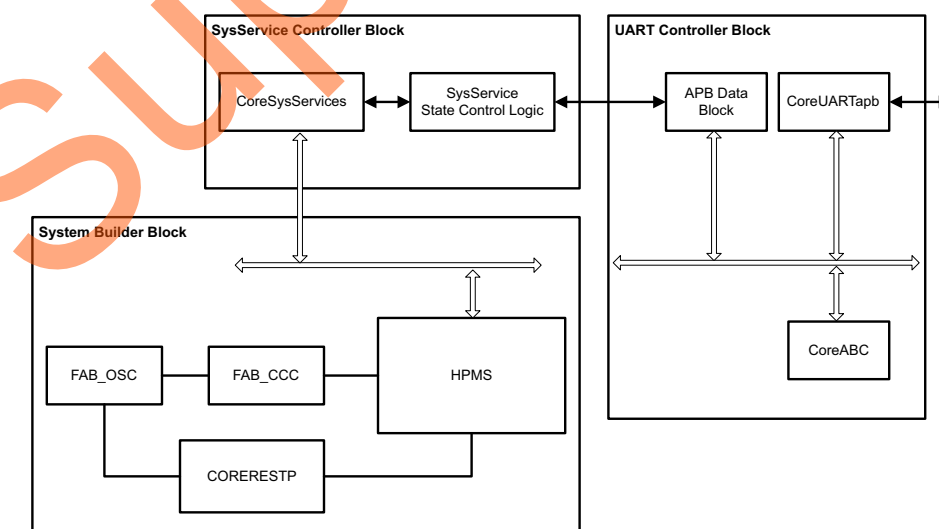 SysService Controller Block
UART Controller Block
CoreSysServices
SysService
State Control Logic
APB Data
Block
CoreUARTapb
System Builder Block
CoreABC
FAB_OSC
FAB_CCC
HPMS
CORERESTP
Sup